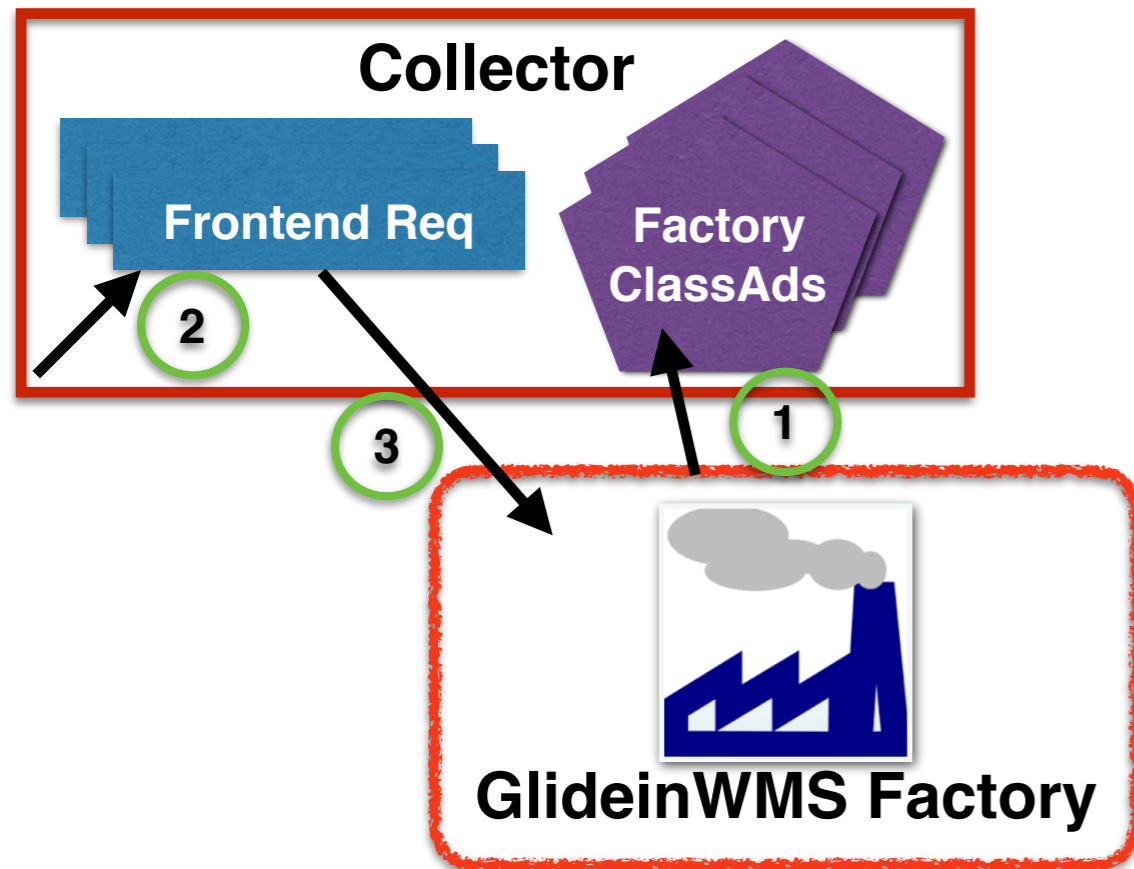 Collector
Frontend Req
Factory
ClassAds
2
3
1
GlideinWMS Factory